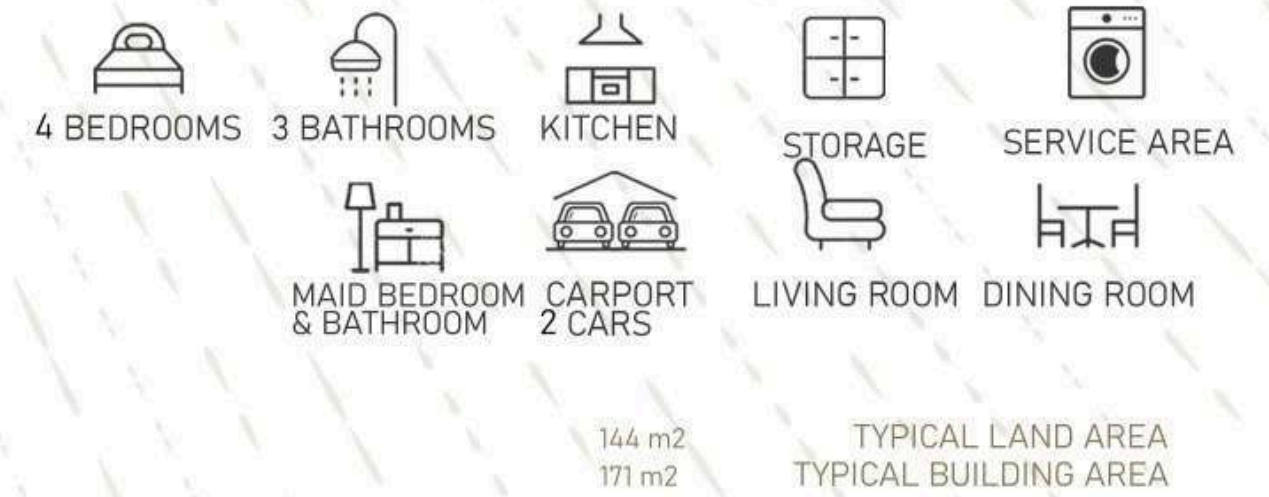 4 BEDROOMS
3 BATHROOMS
KITCHEN
STORAGE
SERVICE AREA
MAID BEDROOM
& BATHROOM
CARPORT
2 CARS
LIVING ROOM
DINING ROOM
144 m2 TYPICAL LAND AREA
171 m2 TYPICAL BUILDING AREA